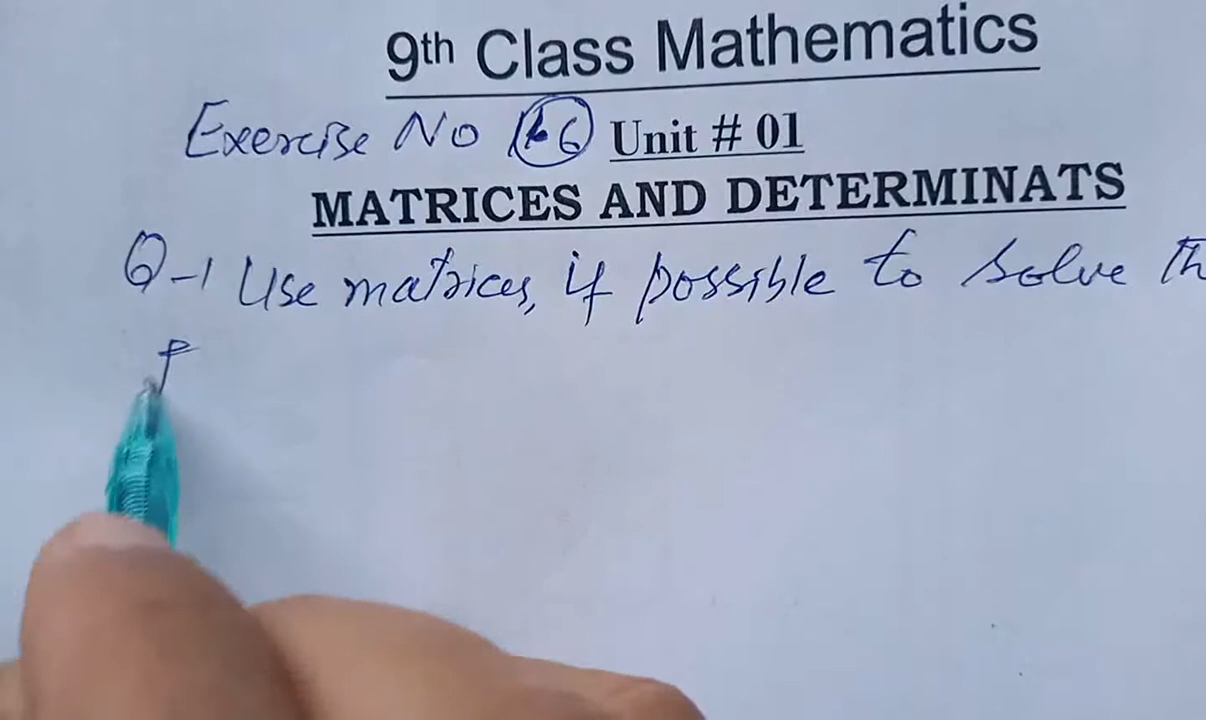 9th Class Mathematics
Exercise No 1.6 Unit # 01
MATRICES AND DETERMINATS
Q-1 Use matrices, if possible to solve th
f